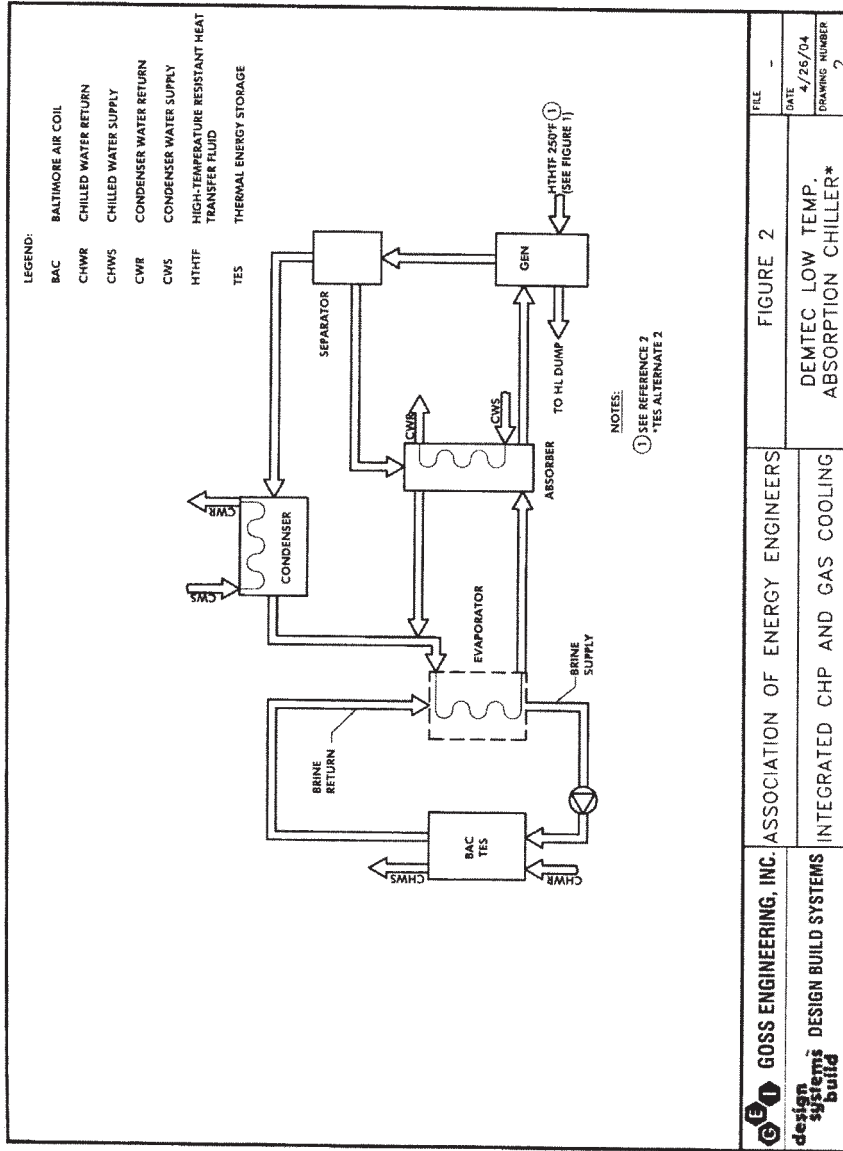 LEGEND:
BAC BALTIMORE AIR COIL
CHWR CHILLED WATER RETURN
CHWS CHILLED WATER SUPPLY
CWR CONDENSER WATER RETURN
CWS CONDENSER WATER SUPPLY
HTHTF HIGH-TEMPERATURE RESISTANT HEAT
TRANSFER FLUID
TES THERMAL ENERGY STORAGE
CWS
CWR
CONDENSER
SEPARATOR
BRINE
RETURN
EVAPORATOR
CWR
CWS
ABSORBER
GEN
HTHTF 250°F ①
(SEE FIGURE 1)
TO HL DUMP
CHWS
BAC
TES
CHWR
BRINE
SUPPLY
NOTES:
① SEE REFERENCE 2
*TES ALTERNATE 2
GEI GOSS ENGINEERING, INC.
design
systems
build
DESIGN BUILD SYSTEMS
ASSOCIATION OF ENERGY ENGINEERS
INTEGRATED CHP AND GAS COOLING
FIGURE 2
DEMTEC LOW TEMP.
ABSORPTION CHILLER*
FILE
-
DATE
4/26/04
DRAWING NUMBER
2